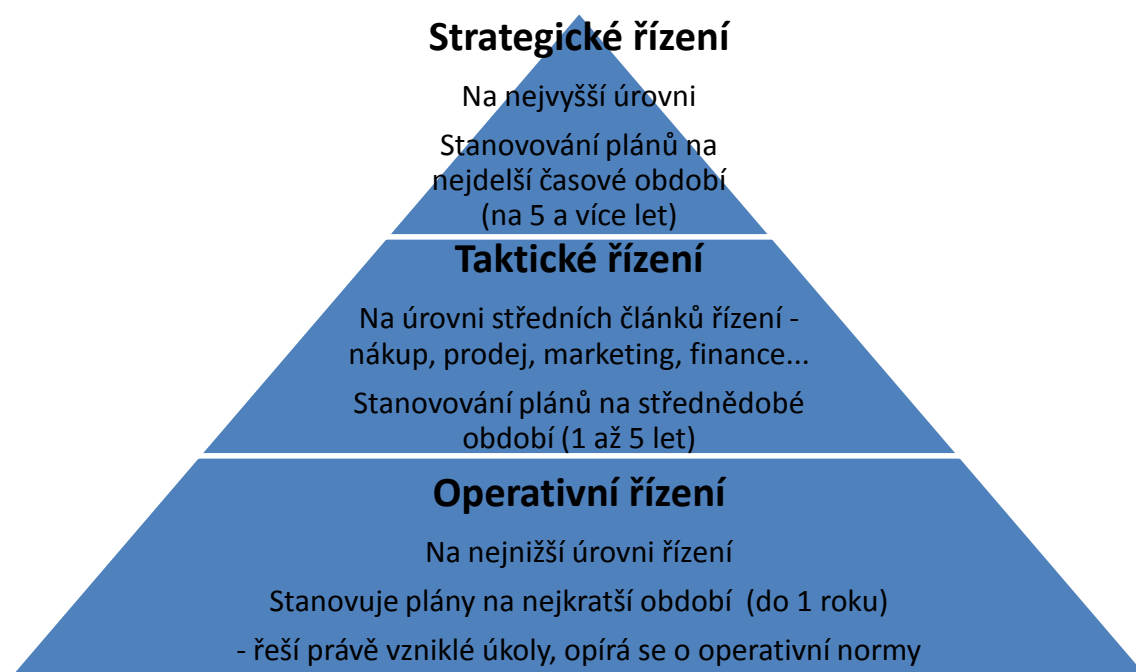 Strategické řízení
Na nejvyšší úrovni
Stanovování plánů na
nejdelší časové období
(na 5 a více let)
Taktické řízení
Na úrovni středních článků řízení -
nákup, prodej, marketing, finance...
Stanovování plánů na střednědobé
období (1 až 5 let)
Operativní řízení
Na nejnižší úrovni řízení
Stanovuje plány na nejkratší období (do 1 roku)
- řeší právě vzniklé úkoly, opírá se o operativní normy